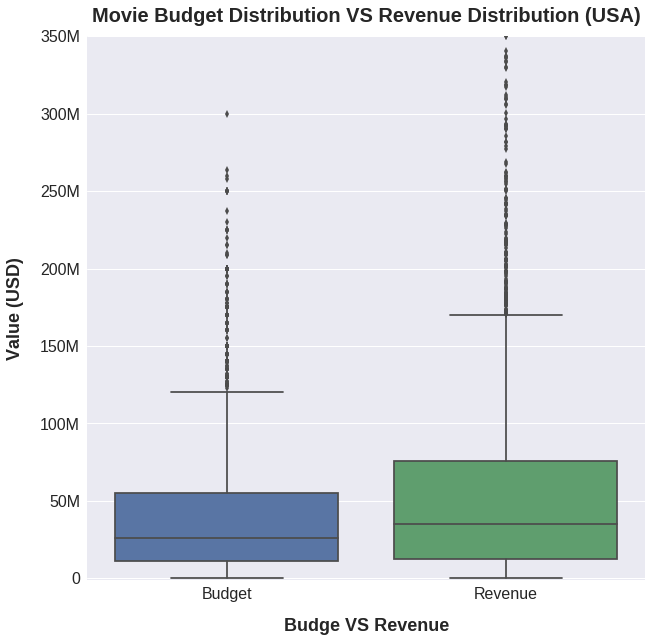 Movie Budget Distribution VS Revenue Distribution (USA)
350M
300M
250M
200M
150M
100M
50M
0
Value (USD)
Budget
Revenue
Budge VS Revenue